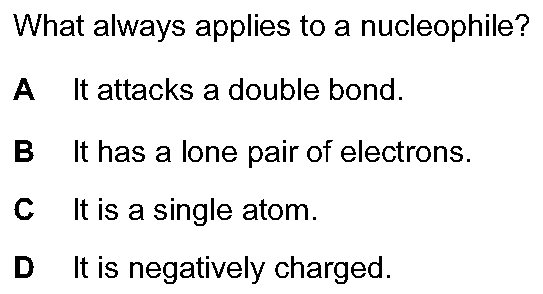 What always applies to a nucleophile?
A It attacks a double bond.
B It has a lone pair of electrons.
C It is a single atom.
D It is negatively charged.